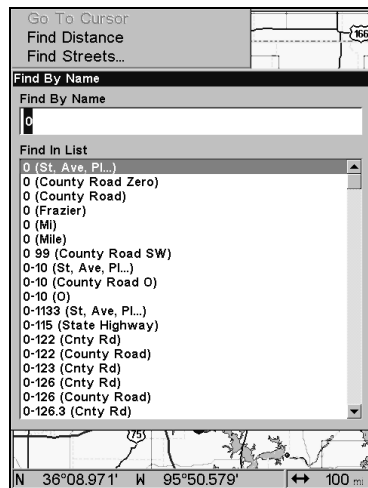 Go To Cursor
Find Distance
Find Streets...
166
Find By Name
Find By Name
0
Find In List
0 (St, Ave, Pl...)
0 (County Road Zero)
0 (County Road)
0 (Frazier)
0 (Mi)
0 (Mile)
0 99 (County Road SW)
0-10 (St, Ave, Pl...)
0-10 (County Road O)
0-10 (O)
0-1133 (St, Ave, Pl...)
0-115 (State Highway)
0-122 (Cnty Rd)
0-122 (County Road)
0-123 (Cnty Rd)
0-126 (Cnty Rd)
0-126 (County Road)
0-126.3 (Cnty Rd)
75
N 36°08.971' W 95°50.579' ↔ 100 mi